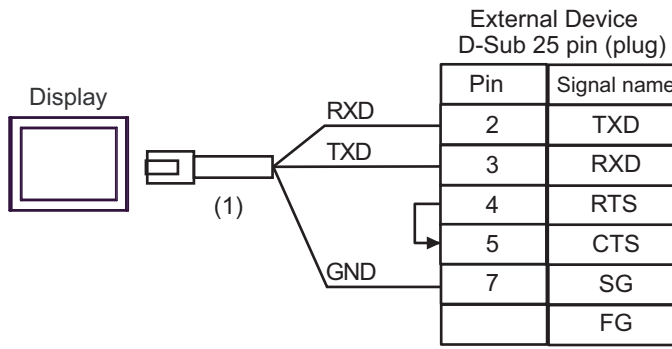 External Device
D-Sub 25 pin (plug)
Display
Pin Signal name
RXD
2 TXD
TXD
3 RXD
(1)
4 RTS
5 CTS
GND
7 SG
FG